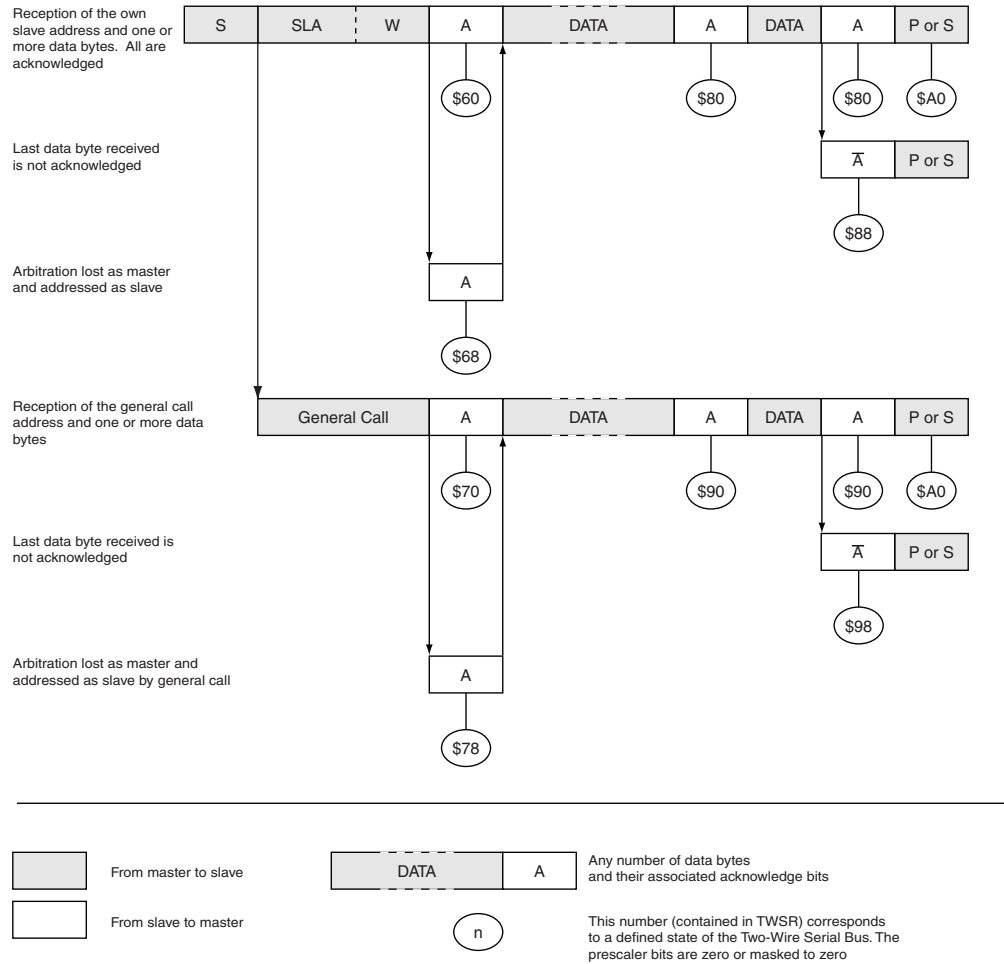 Reception of the own
slave address and one or
more data bytes. All are
acknowledged
S SLA W A DATA A DATA A P or S
$60 $80 $80 $A0
Last data byte received
is not acknowledged
A̅ P or S
$88
Arbitration lost as master
and addressed as slave
A
$68
Reception of the general call
address and one or more data
bytes
General Call A DATA A DATA A P or S
$70 $90 $90 $A0
Last data byte received is
not acknowledged
A̅ P or S
$98
Arbitration lost as master and
addressed as slave by general call
A
$78
From master to slave
DATA A
Any number of data bytes
and their associated acknowledge bits
From slave to master
n
This number (contained in TWSR) corresponds
to a defined state of the Two-Wire Serial Bus. The
prescaler bits are zero or masked to zero